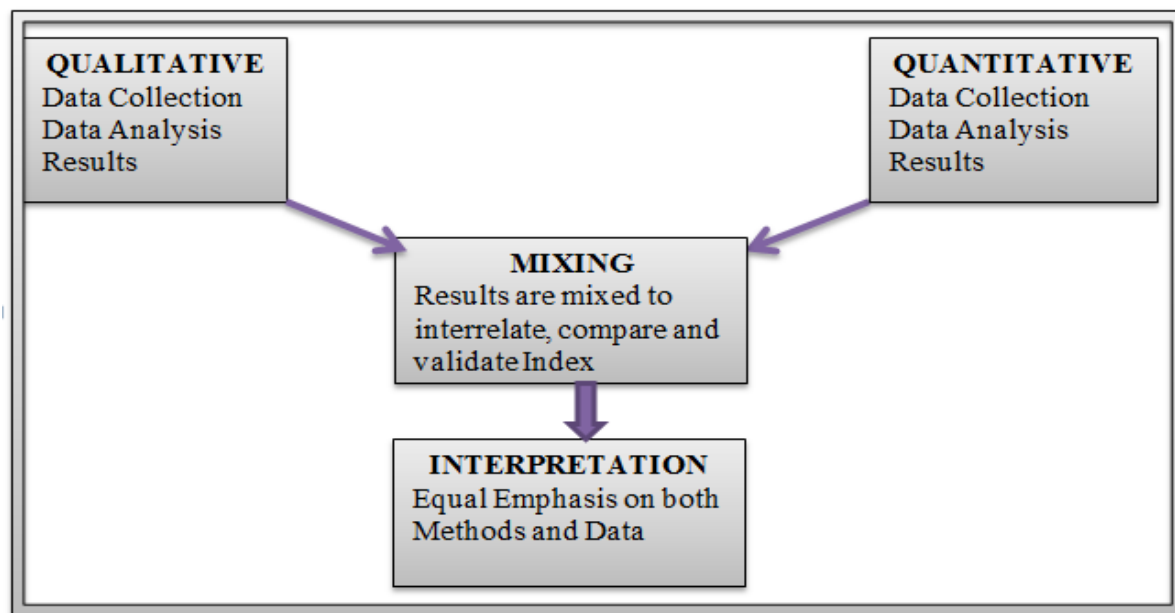 QUALITATIVE
Data Collection
Data Analysis
Results
QUANTITATIVE
Data Collection
Data Analysis
Results
MIXING
Results are mixed to
interrelate, compare and
validate Index
INTERPRETATION
Equal Emphasis on both
Methods and Data